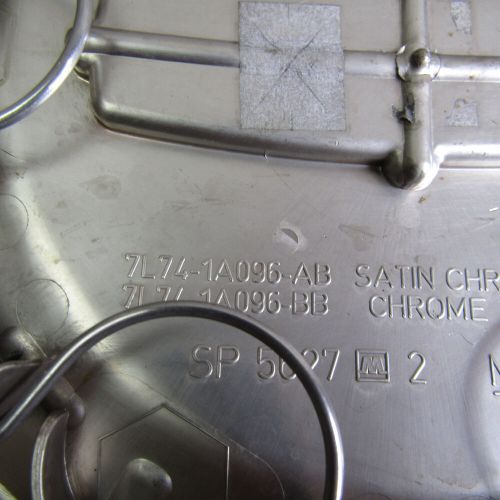 7L74-1A096-AB SATIN CHR
7L74-1A096-BB CHROME
SP 5627 M 2 M